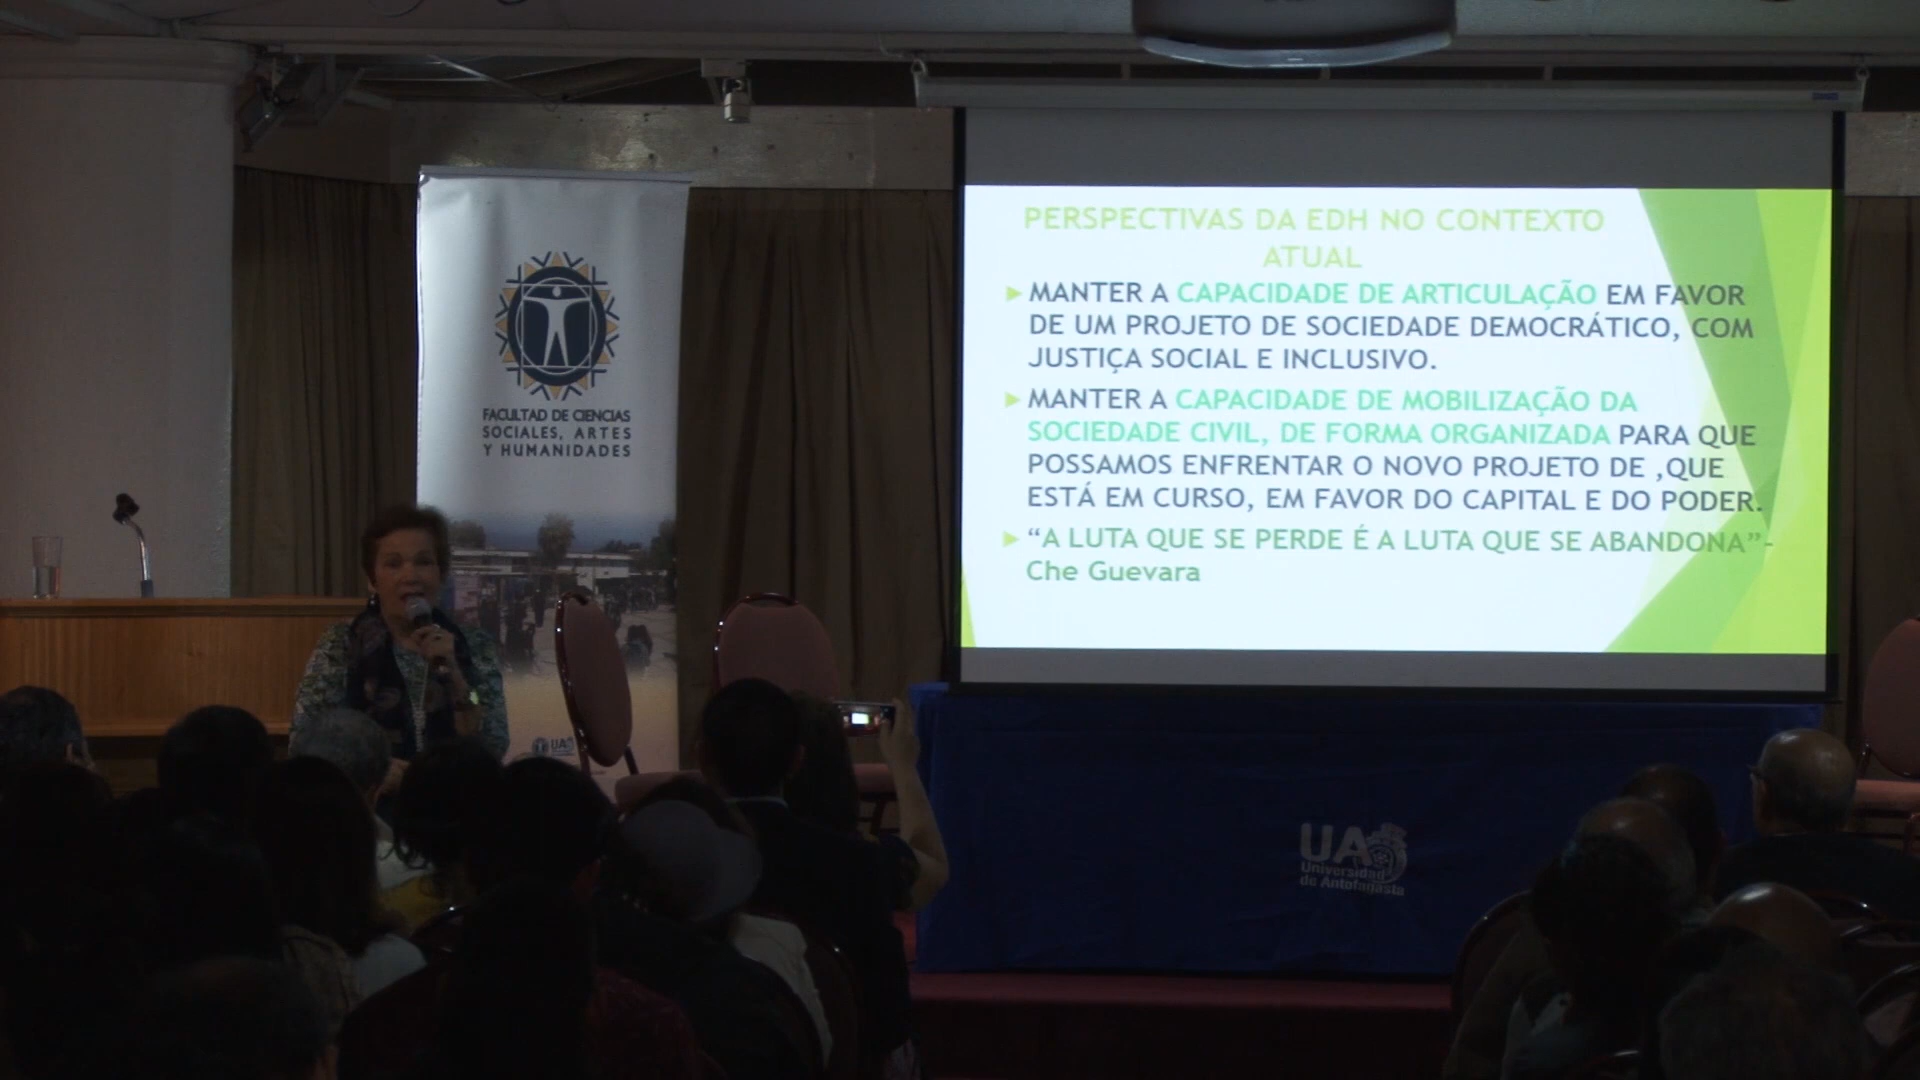 FACULTAD DE CIENCIAS
SOCIALES, ARTES
Y HUMANIDADES
UA
PERSPECTIVAS DA EDH NO CONTEXTO
ATUAL
MANTER A CAPACIDADE DE ARTICULAÇÃO EM FAVOR
DE UM PROJETO DE SOCIEDADE DEMOCRÁTICO, COM
JUSTIÇA SOCIAL E INCLUSIVO.
MANTER A CAPACIDADE DE MOBILIZAÇÃO DA
SOCIEDADE CIVIL, DE FORMA ORGANIZADA PARA QUE
POSSAMOS ENFRENTAR O NOVO PROJETO DE ,QUE
ESTÁ EM CURSO, EM FAVOR DO CAPITAL E DO PODER.
“A LUTA QUE SE PERDE É A LUTA QUE SE ABANDONA”-
Che Guevara
UA
Universidad
de Antofagasta